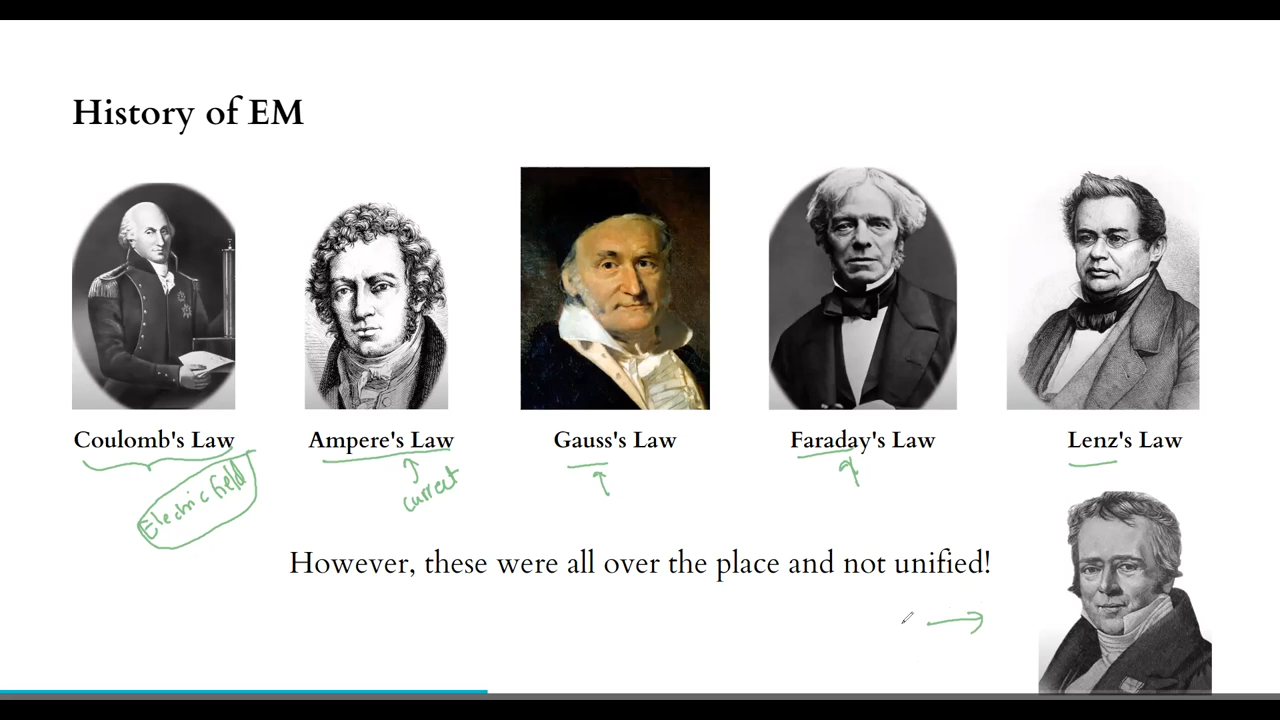 History of EM
Coulomb's Law
Ampere's Law
Gauss's Law
Faraday's Law
Lenz's Law
Electric field
current
However, these were all over the place and not unified!